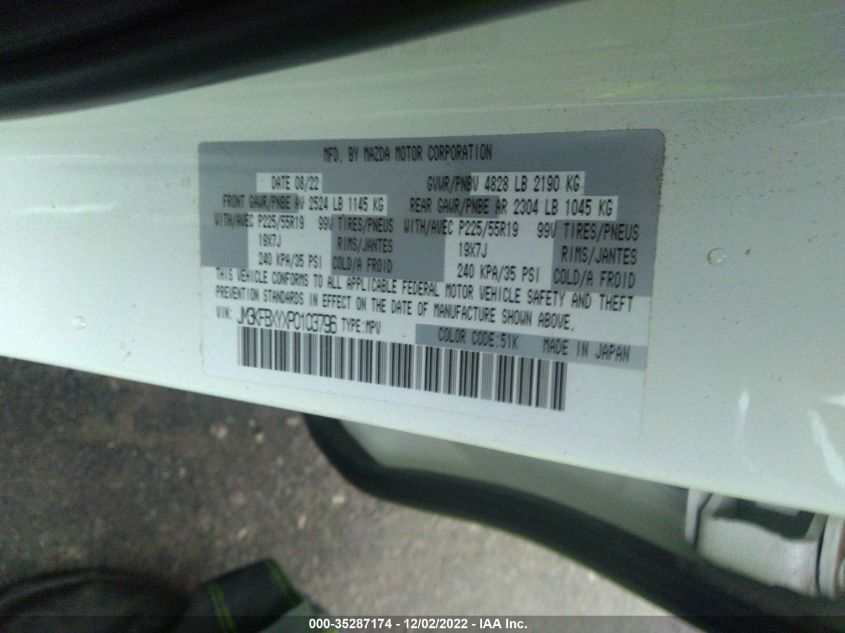 MFD. BY MAZDA MOTOR CORPORATION
DATE 08/22 GVWR/PNBV 4828 LB 2190 KG
FRONT GAWR/PNBE AV 2524 LB 1145 KG REAR GAWR/PNBE AR 2304 LB 1045 KG
WITH/AVEC P225/55R19 99V TIRES/PNEUS WITH/AVEC P225/55R19 99V TIRES/PNEUS
19X7J RIMS/JANTES 19X7J RIMS/JANTES
240 KPA/35 PSI COLD/A FROID 240 KPA/35 PSI COLD/A FROID
THIS VEHICLE CONFORMS TO ALL APPLICABLE FEDERAL MOTOR VEHICLE SAFETY AND THEFT
PREVENTION STANDARDS IN EFFECT ON THE DATE OF MANUFACTURE SHOWN ABOVE.
VIN: JM3KFBXYXP0103796 TYPE:MPV
COLOR CODE:51K MADE IN JAPAN
000-35287174 - 12/02/2022 - IAA Inc.